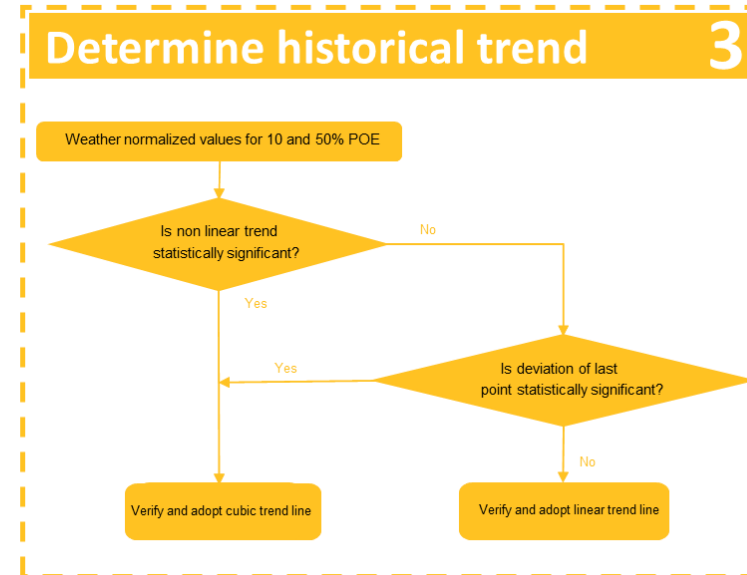 Determine historical trend 3
Weather normalized values for 10 and 50% POE
Is non linear trend
statistically significant?
No
Yes
Is deviation of last
point statistically significant?
Yes
No
Verify and adopt cubic trend line
Verify and adopt linear trend line